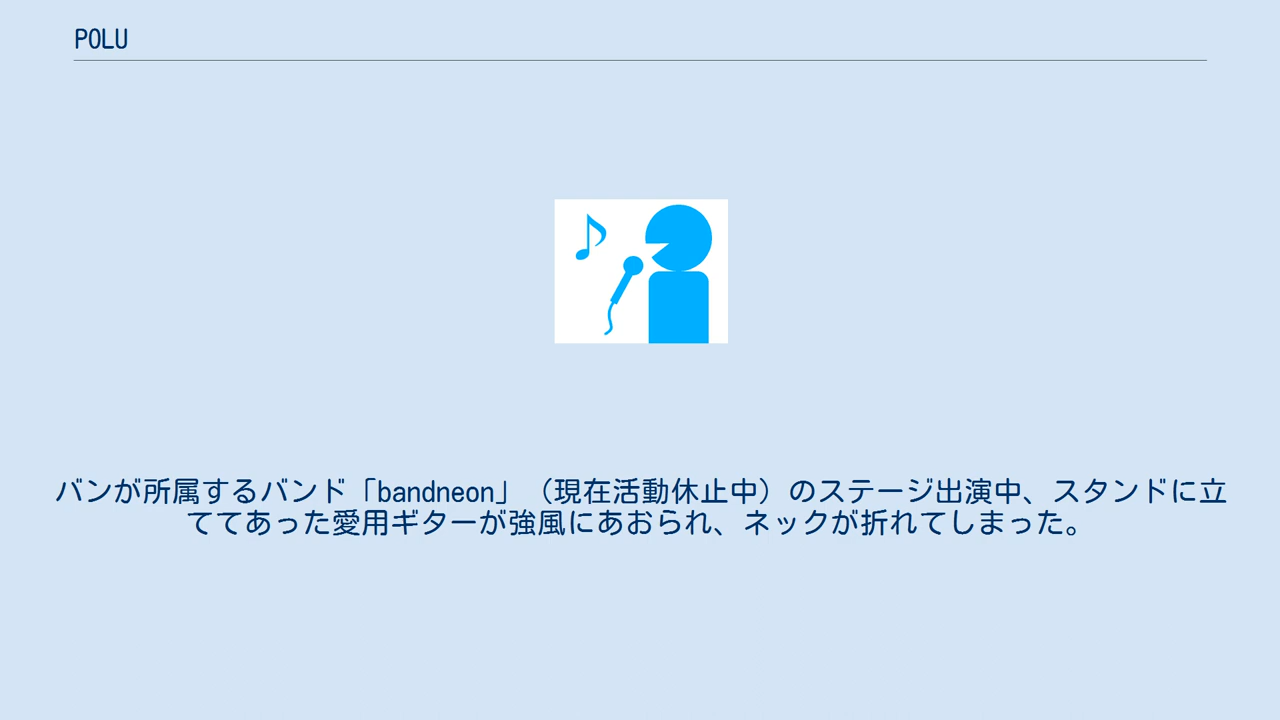 POLU
バンが所属するバンド「bandneon」（現在活動休止中）のステージ出演中、スタンドに立
ててあった愛用ギターが強風にあおられ、ネックが折れてしまった。